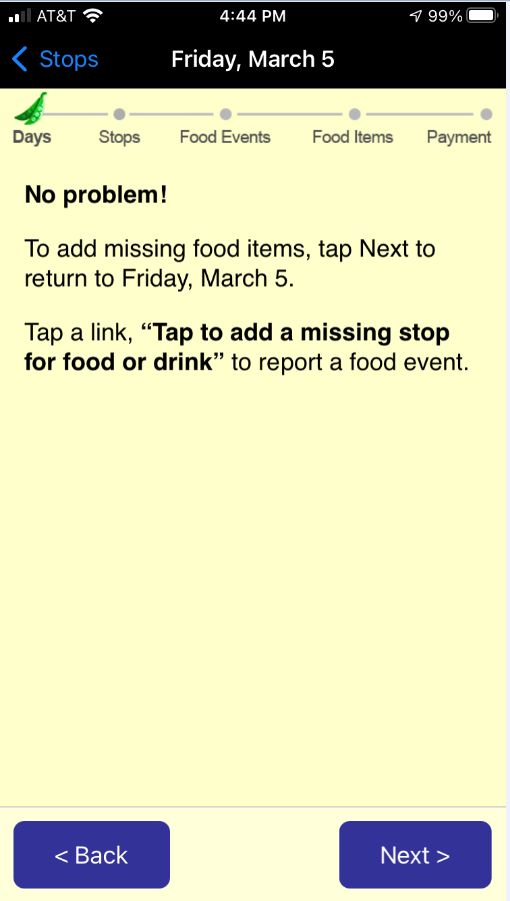 AT&T 4:44 PM 99%
Stops Friday, March 5
Days Stops Food Events Food Items Payment
No problem!
To add missing food items, tap Next to
return to Friday, March 5.
Tap a link, “Tap to add a missing stop
for food or drink” to report a food event.
< Back Next >